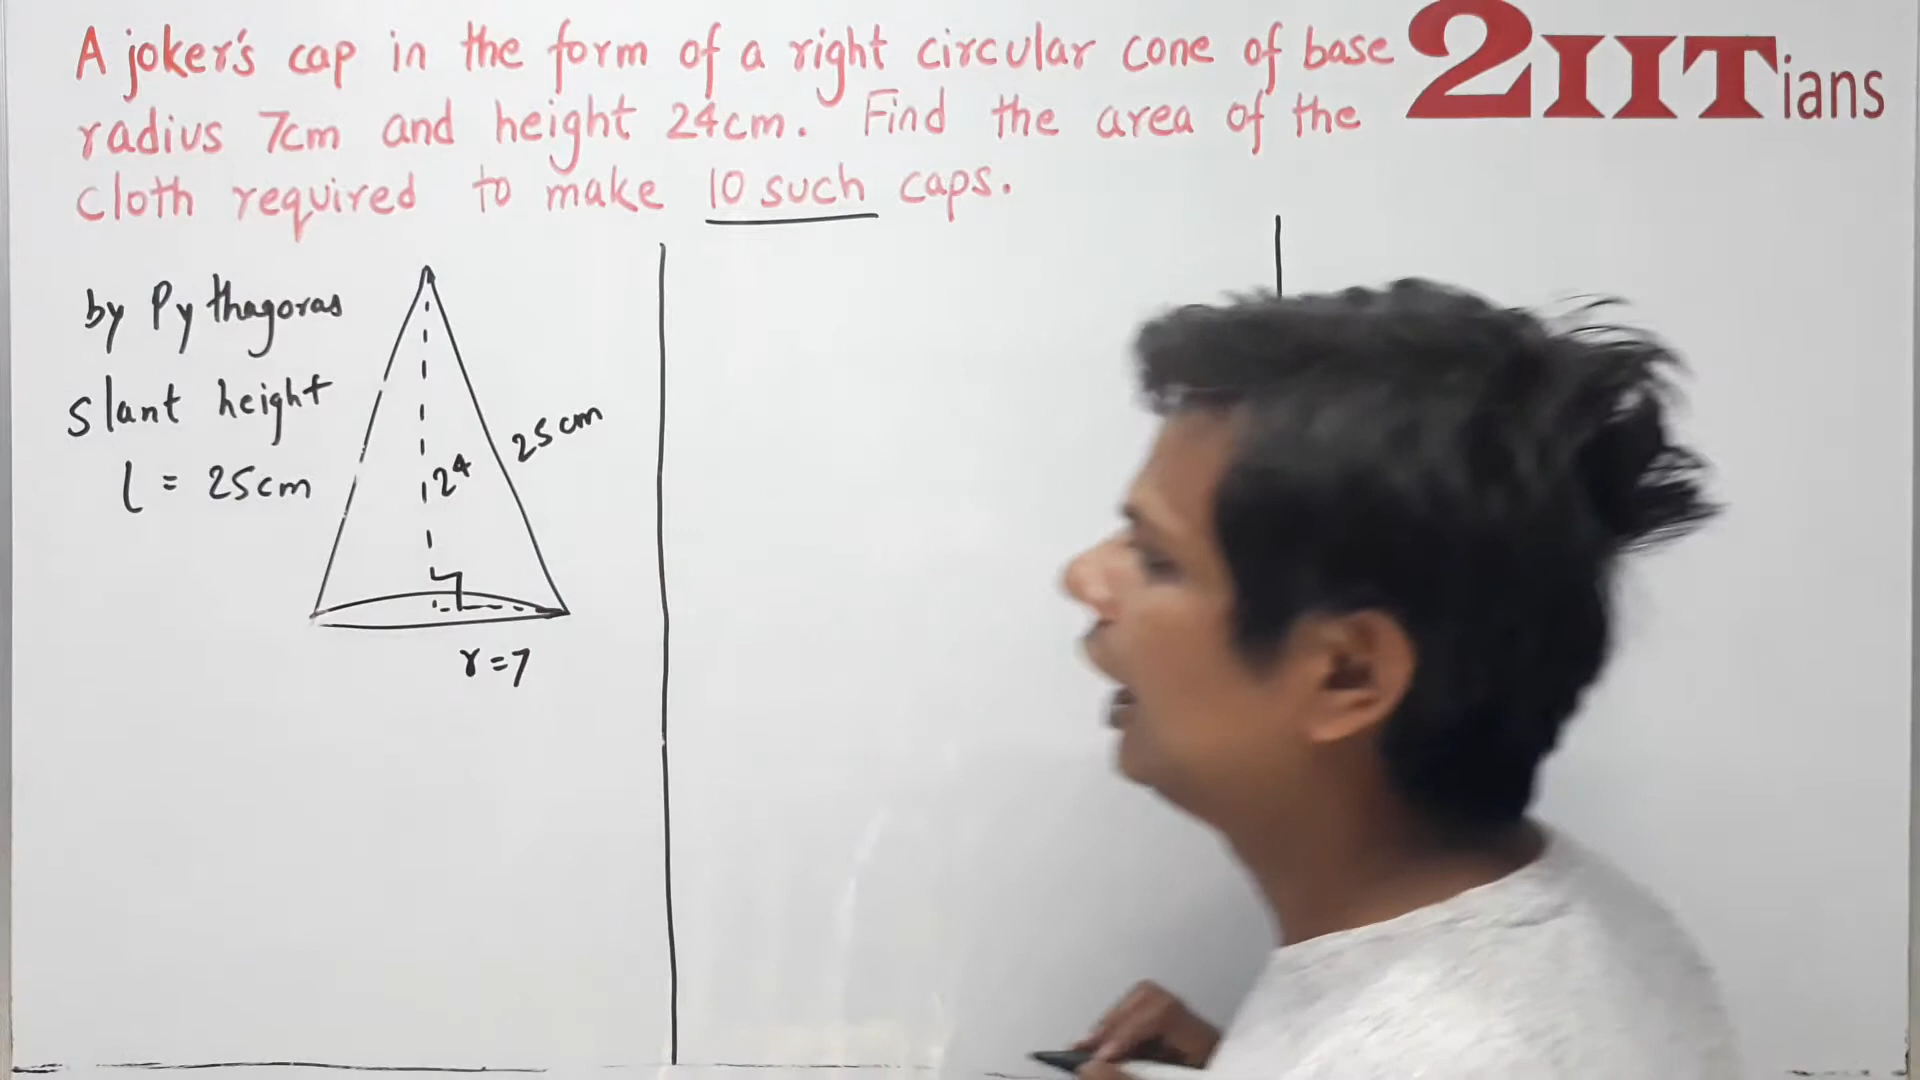 A joker's cap in the form of a right circular cone of base
radius 7cm and height 24cm. Find the area of the
cloth required to make 10 such caps.
2IITians
by Pythagoras
slant height
l = 25cm
24
25cm
r=7